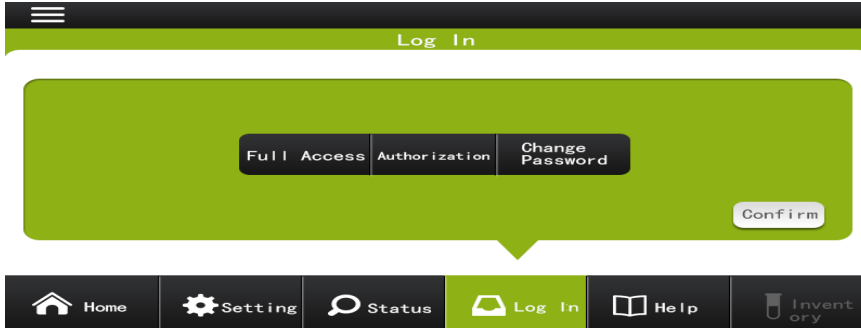 Log In
Full Access
Authorization
Change
Password
Confirm
Home
Setting
Status
Log In
Help
Invent
ory